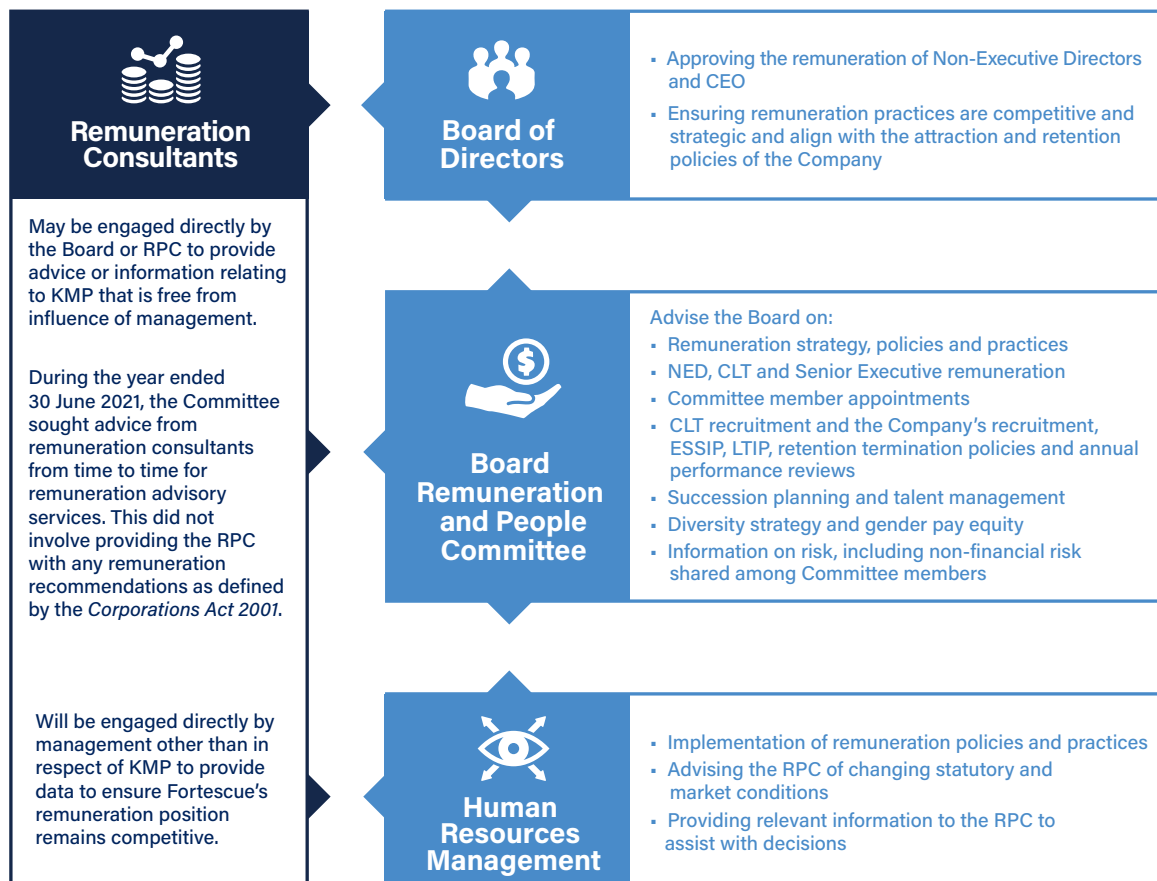 Remuneration
Consultants
May be engaged directly by
the Board or RPC to provide
advice or information relating
to KMP that is free from
influence of management.
During the year ended
30 June 2021, the Committee
sought advice from
remuneration consultants
from time to time for
remuneration advisory
services. This did not
involve providing the RPC
with any remuneration
recommendations as defined
by the Corporations Act 2001.
Will be engaged directly by
management other than in
respect of KMP to provide
data to ensure Fortescue's
remuneration position
remains competitive.
Board of
Directors
▪ Approving the remuneration of Non-Executive Directors
and CEO
▪ Ensuring remuneration practices are competitive and
strategic and align with the attraction and retention
policies of the Company
$
Board
Remuneration
and People
Committee
Advise the Board on:
▪ Remuneration strategy, policies and practices
▪ NED, CLT and Senior Executive remuneration
▪ Committee member appointments
▪ CLT recruitment and the Company's recruitment,
ESSIP, LTIP, retention termination policies and annual
performance reviews
▪ Succession planning and talent management
▪ Diversity strategy and gender pay equity
▪ Information on risk, including non-financial risk
shared among Committee members
Human
Resources
Management
▪ Implementation of remuneration policies and practices
▪ Advising the RPC of changing statutory and
market conditions
▪ Providing relevant information to the RPC to
assist with decisions